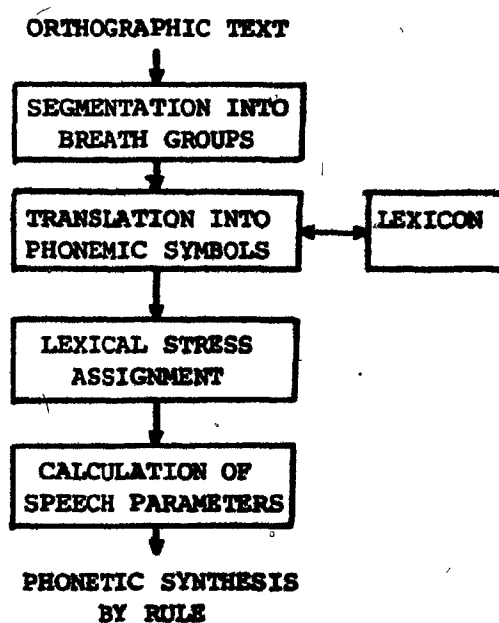 ORTHOGRAPHIC TEXT
SEGMENTATION INTO
BREATH GROUPS
TRANSLATION INTO
PHONEMIC SYMBOLS
LEXICON
LEXICAL STRESS
ASSIGNMENT
CALCULATION OF
SPEECH PARAMETERS
PHONETIC SYNTHESIS
BY RULE